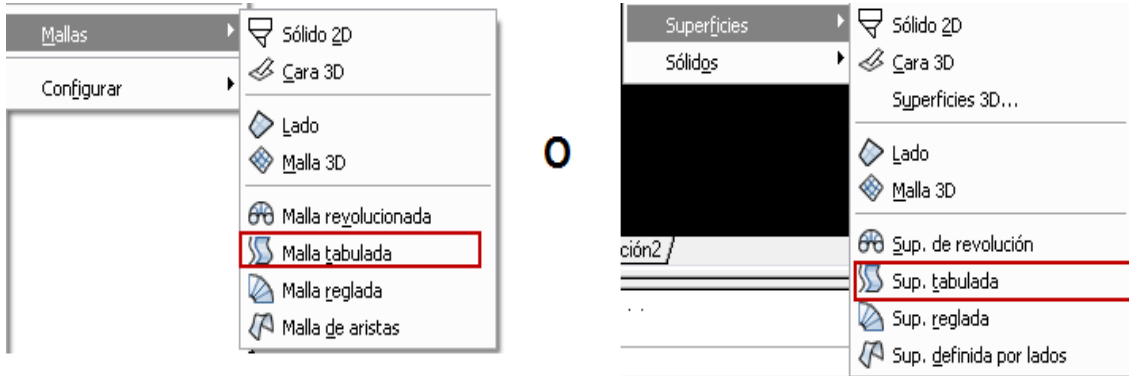 Mallas
Configurar
Sólido 2D
Cara 3D
Lado
Malla 3D
Malla revolucionada
Malla tabulada
Malla reglada
Malla de aristas
o
Superficies
Sólidos
ción2
. .
Sólido 2D
Cara 3D
Superficies 3D...
Lado
Malla 3D
Sup. de revolución
Sup. tabulada
Sup. reglada
Sup. definida por lados